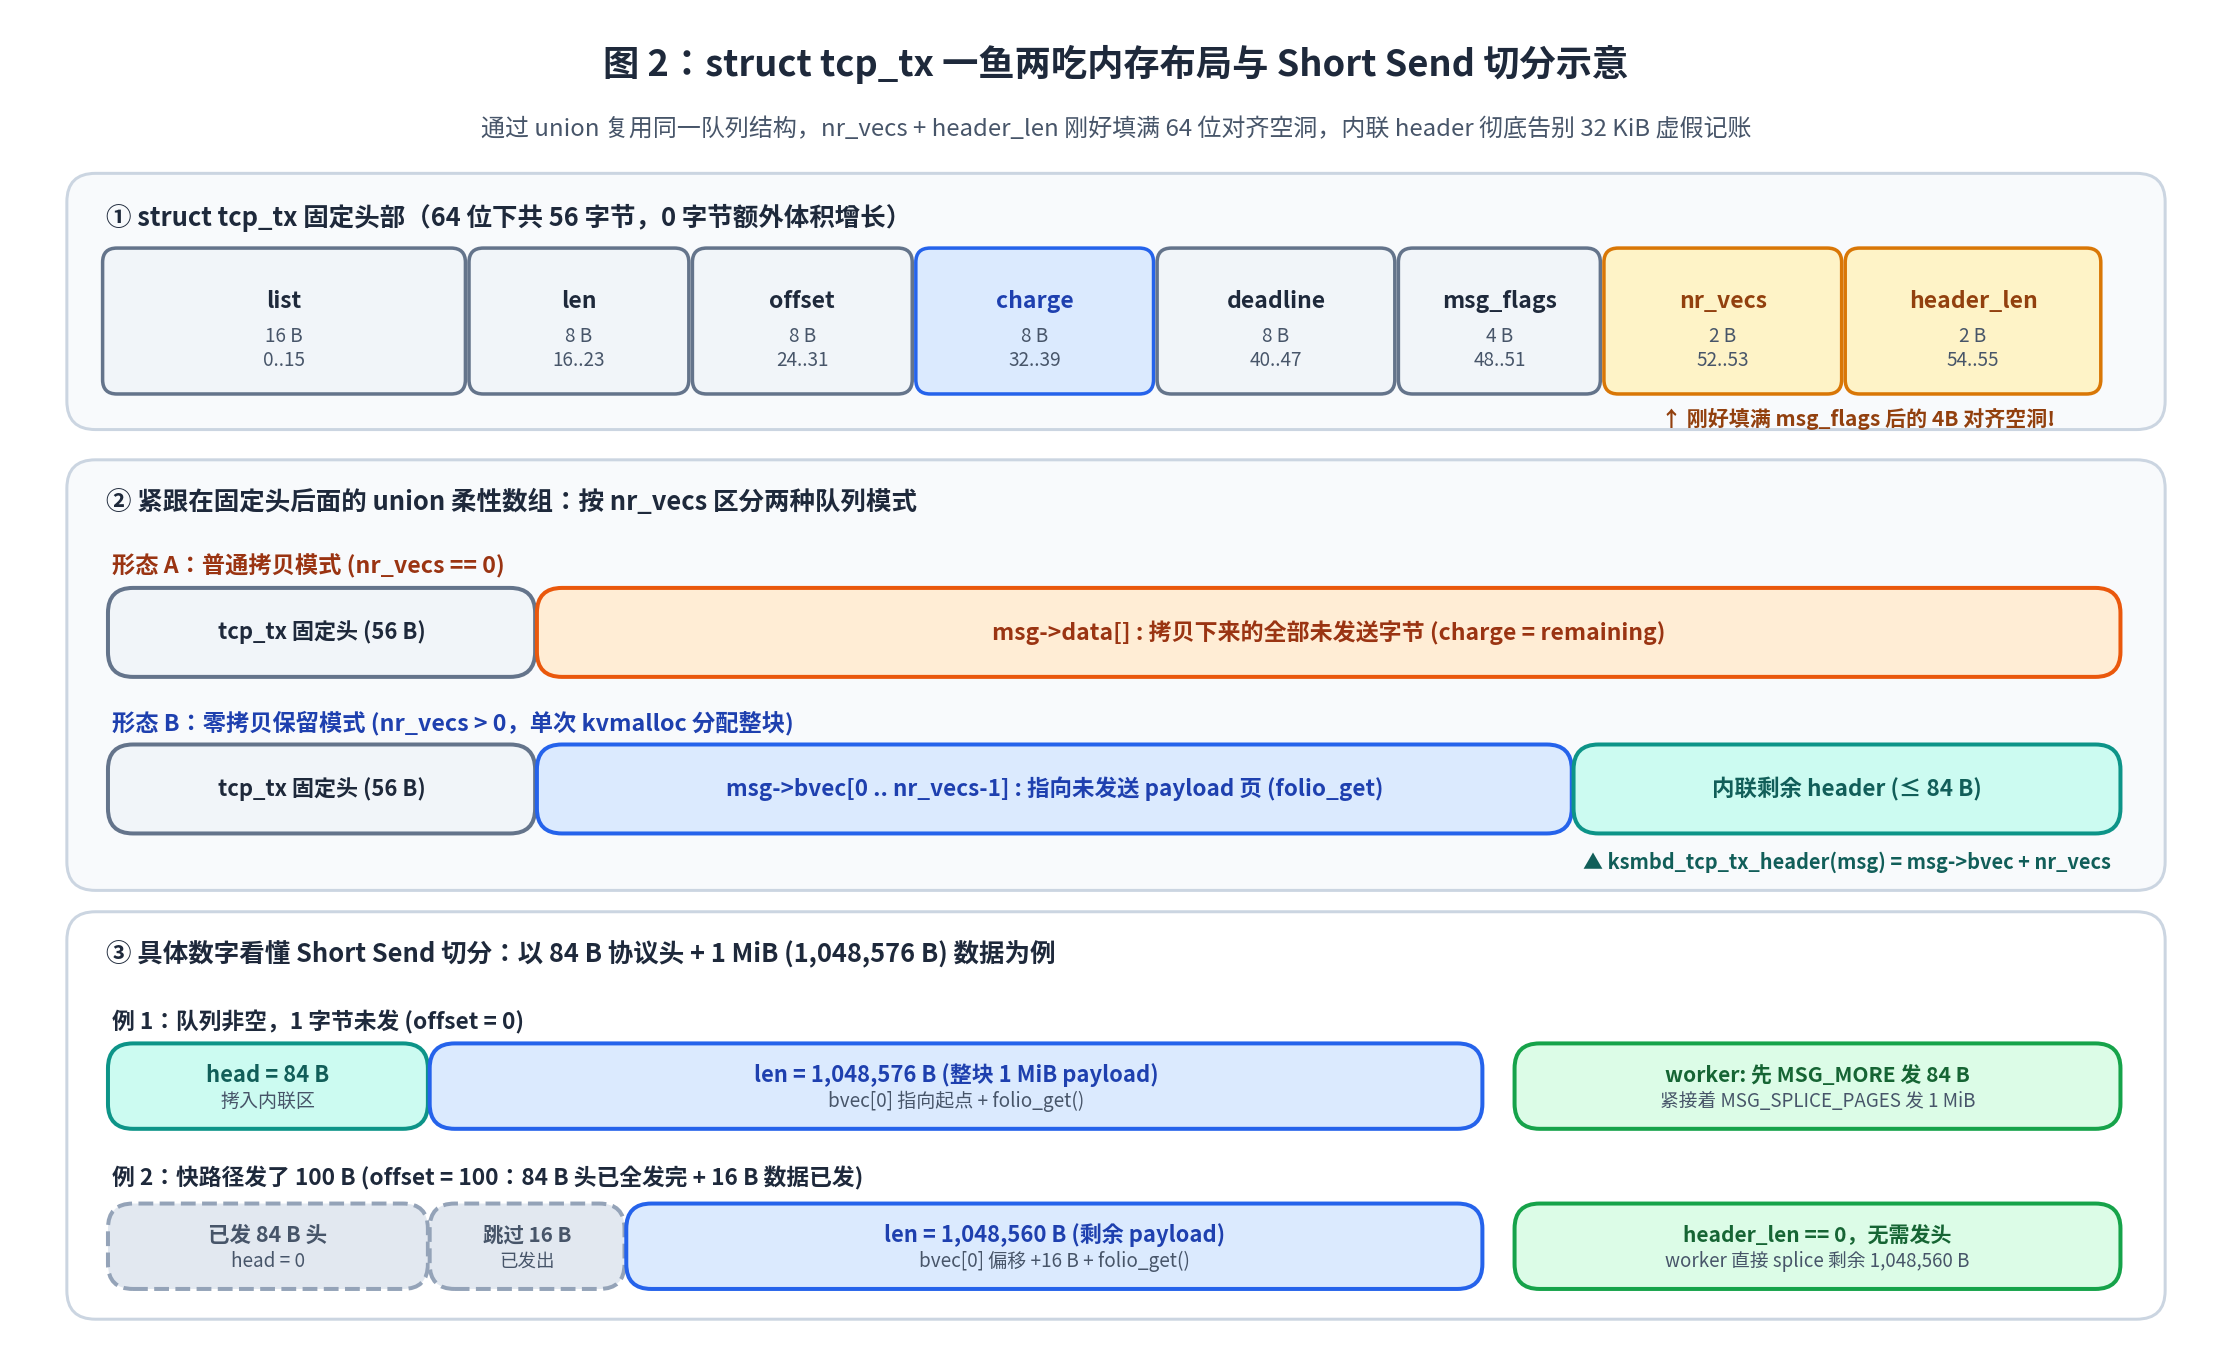 图 2：struct tcp_tx 一鱼两吃内存布局与 Short Send 切分示意
通过 union 复用同一队列结构，nr_vecs + header_len 刚好填满 64 位对齐空洞，内联 header 彻底告别 32 KiB 虚假记账
① struct tcp_tx 固定头部（64 位下共 56 字节，0 字节额外体积增长）
list
16 B
0..15
len
8 B
16..23
offset
8 B
24..31
charge
8 B
32..39
deadline
8 B
40..47
msg_flags
4 B
48..51
nr_vecs
2 B
52..53
header_len
2 B
54..55
↑ 刚好填满 msg_flags 后的 4B 对齐空洞!
② 紧跟在固定头后面的 union 柔性数组：按 nr_vecs 区分两种队列模式
形态 A：普通拷贝模式 (nr_vecs == 0)
tcp_tx 固定头 (56 B)
msg->data[] : 拷贝下来的全部未发送字节 (charge = remaining)
形态 B：零拷贝保留模式 (nr_vecs > 0，单次 kvmalloc 分配整块)
tcp_tx 固定头 (56 B)
msg->bvec[0 .. nr_vecs-1] : 指向未发送 payload 页 (folio_get)
内联剩余 header (≤ 84 B)
▲ ksmbd_tcp_tx_header(msg) = msg->bvec + nr_vecs
③ 具体数字看懂 Short Send 切分：以 84 B 协议头 + 1 MiB (1,048,576 B) 数据为例
例 1：队列非空，1 字节未发 (offset = 0)
head = 84 B
拷入内联区
len = 1,048,576 B (整块 1 MiB payload)
bvec[0] 指向起点 + folio_get()
worker: 先 MSG_MORE 发 84 B
紧接着 MSG_SPLICE_PAGES 发 1 MiB
例 2：快路径发了 100 B (offset = 100：84 B 头已全发完 + 16 B 数据已发)
已发 84 B 头
head = 0
跳过 16 B
已发出
len = 1,048,560 B (剩余 payload)
bvec[0] 偏移 +16 B + folio_get()
header_len == 0，无需发头
worker 直接 splice 剩余 1,048,560 B